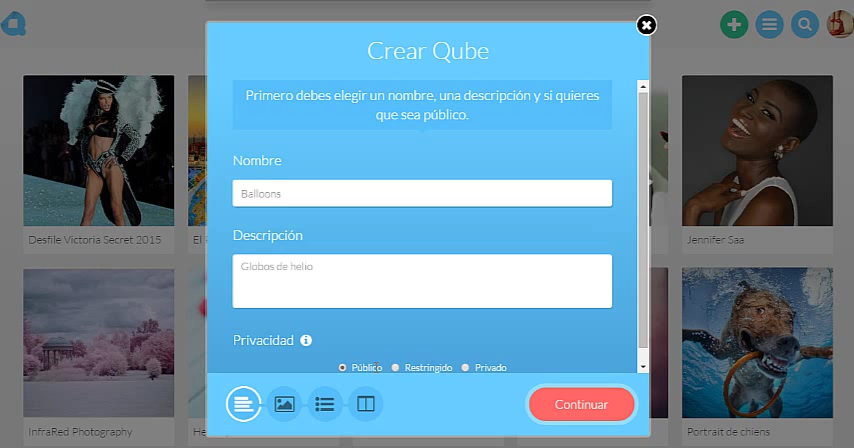 Crear Qube
Primero debes elegir un nombre, una descripción y si quieres
que sea público.
Nombre
Balloons
Descripción
Globos de helio
Privacidad
Público
Restringido
Privado
Continuar
Desfile Victoria Secret 2015
El
Jennifer Saa
InfraRed Photography
Portrait de chiens